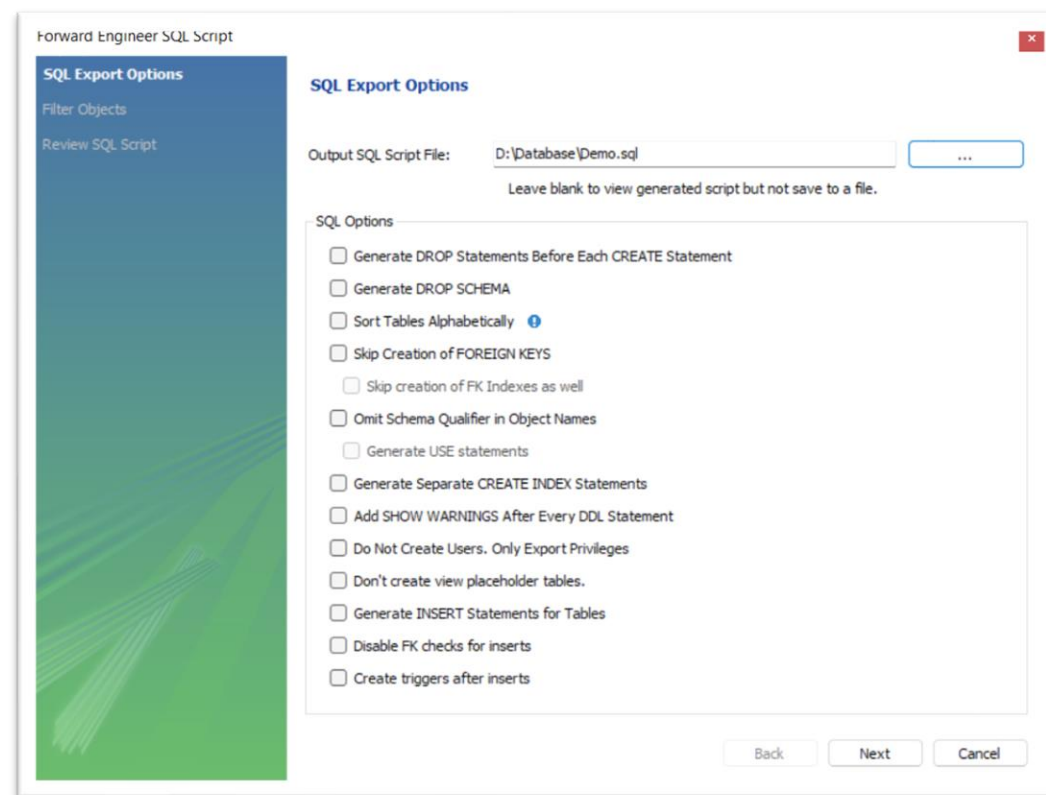 Forward Engineer SQL Script
SQL Export Options
Filter Objects
Review SQL Script
SQL Export Options
Output SQL Script File: D:\Database\Demo.sql ...
Leave blank to view generated script but not save to a file.
SQL Options
Generate DROP Statements Before Each CREATE Statement
Generate DROP SCHEMA
Sort Tables Alphabetically
Skip Creation of FOREIGN KEYS
Skip creation of FK Indexes as well
Omit Schema Qualifier in Object Names
Generate USE statements
Generate Separate CREATE INDEX Statements
Add SHOW WARNINGS After Every DDL Statement
Do Not Create Users. Only Export Privileges
Don't create view placeholder tables.
Generate INSERT Statements for Tables
Disable FK checks for inserts
Create triggers after inserts
Back Next Cancel